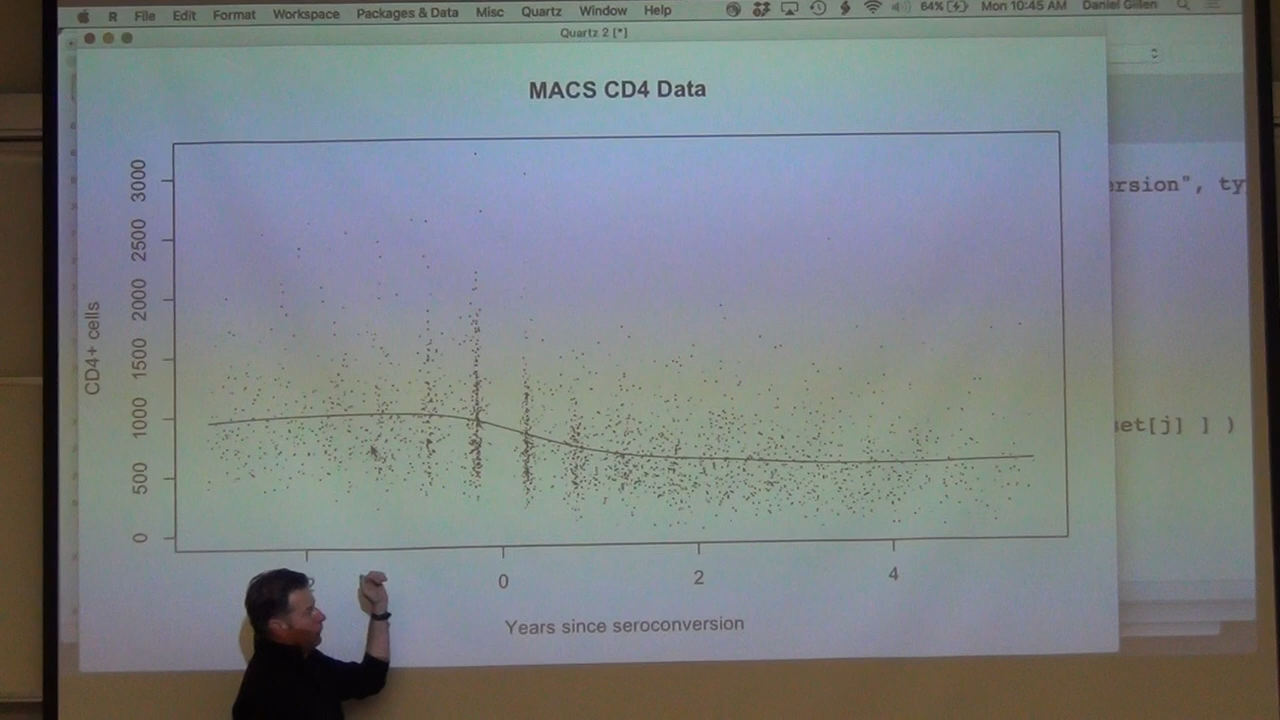 R File Edit Format Workspace Packages & Data Misc Quartz Window Help 64% Mon 10:45 AM Daniel Gillen
Quartz 2 [*]
MACS CD4 Data
CD4+ cells
3000
2500
2000
1500
1000
500
0
0 2 4
Years since seroconversion
ersion", ty
et[j] ] )